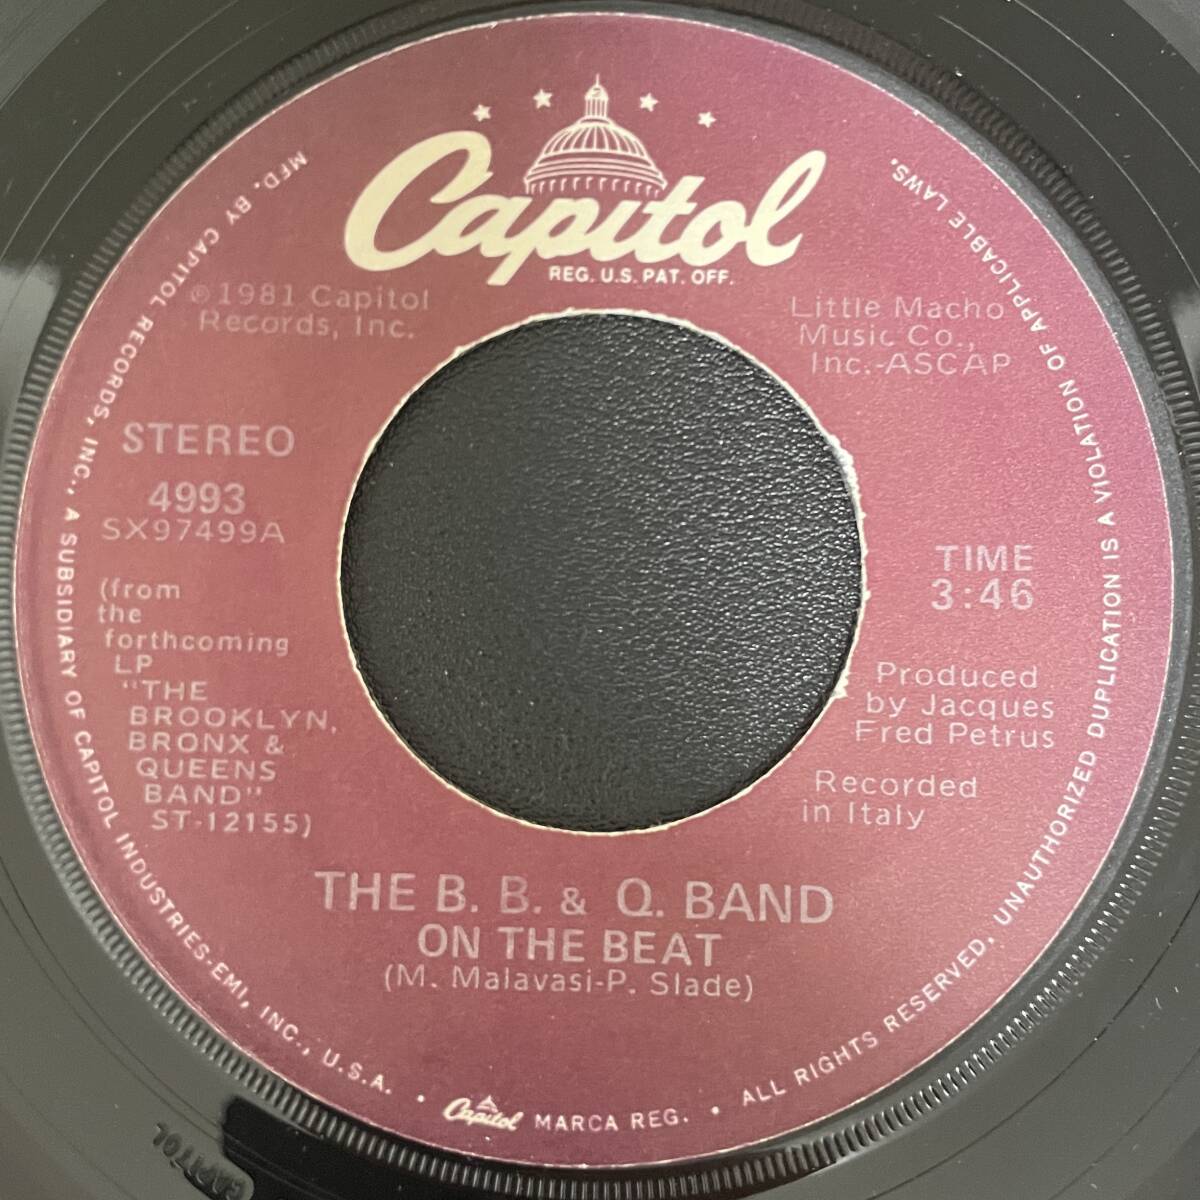 Capitol
REG. U.S. PAT. OFF.
℗1981 Capitol
Records, Inc.
Little Macho
Music Co.,
Inc.-ASCAP
STEREO
4993
SX97499A
(from
the
forthcoming
LP
"THE
BROOKLYN,
BRONX &
QUEENS
BAND"
ST-12155)
TIME
3:46
Produced
by Jacques
Fred Petrus
Recorded
in Italy
THE B. B. & Q. BAND
ON THE BEAT
(M. Malavasi-P. Slade)
MFD. BY CAPITOL RECORDS, INC., A SUBSIDIARY OF CAPITOL INDUSTRIES-EMI, INC., U.S.A. • Capitol MARCA REG. • ALL RIGHTS RESERVED. UNAUTHORIZED DUPLICATION IS A VIOLATION OF APPLICABLE LAWS.
CAPITOL
CAPITOL